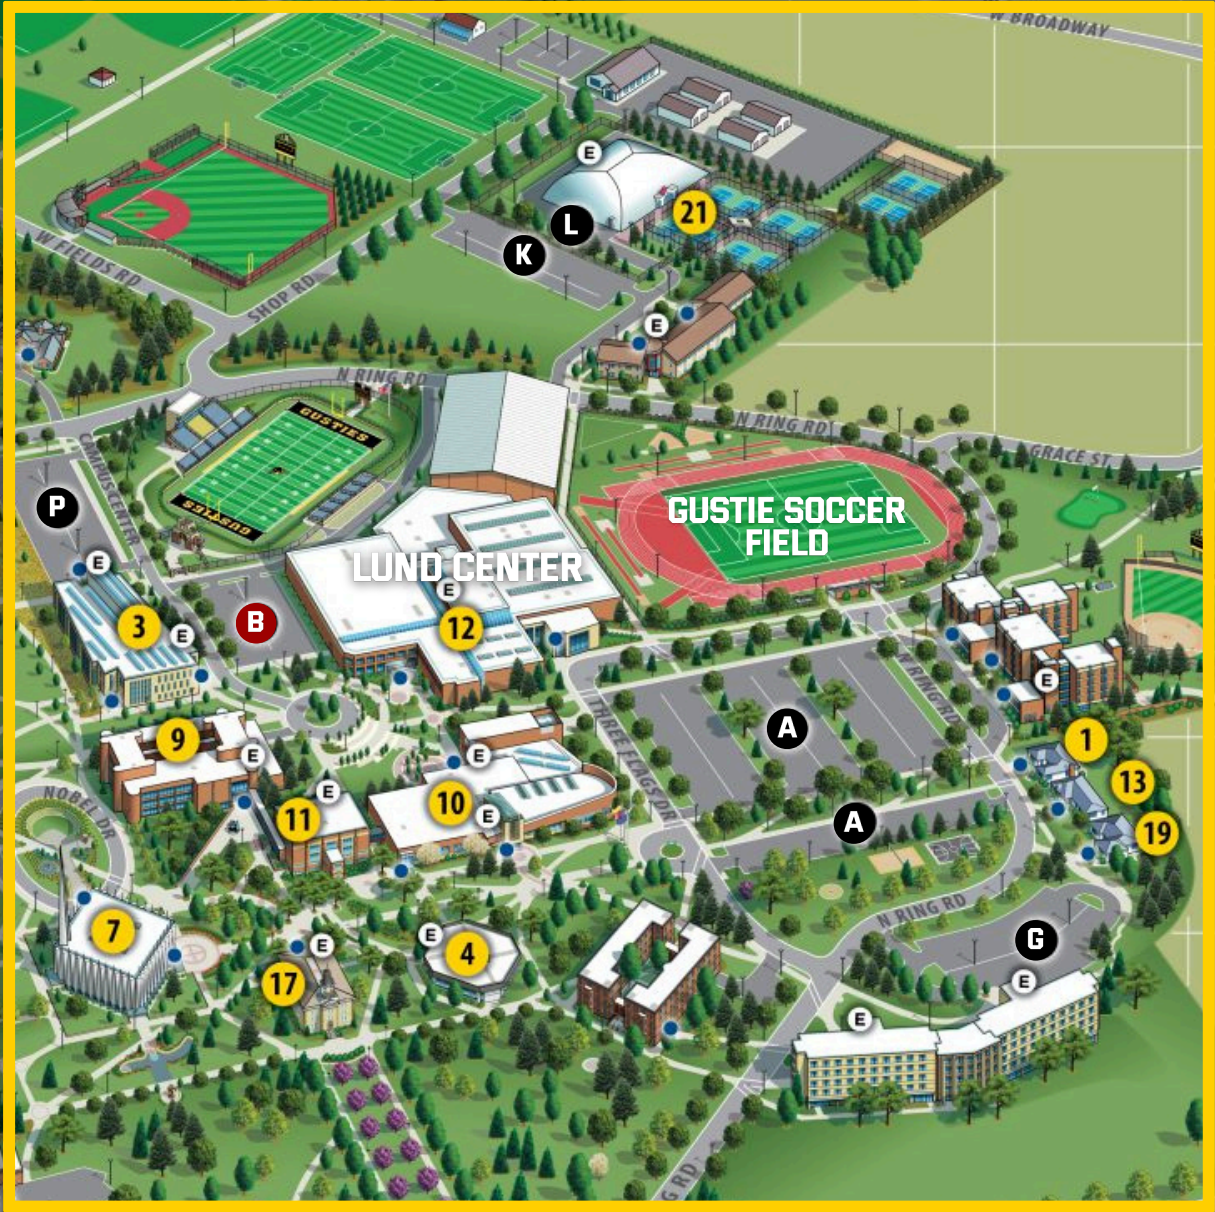 W BROADWAY
E
L
21
K
W FIELDS RD
SHOP RD
E
N RING RD
GUSTIES
N RING RD
GRACE ST
CAMPUS CENTER
P
GUSTIES
GUSTIE SOCCER
FIELD
LUND CENTER
E
E
3
E
B
12
N RING RD
E
THREE FLAGS DR
A
1
9
E
E
13
NOBEL DR
E
10
E
11
A
19
N RING RD
7
E
E
4
G
17
E
E
G RD